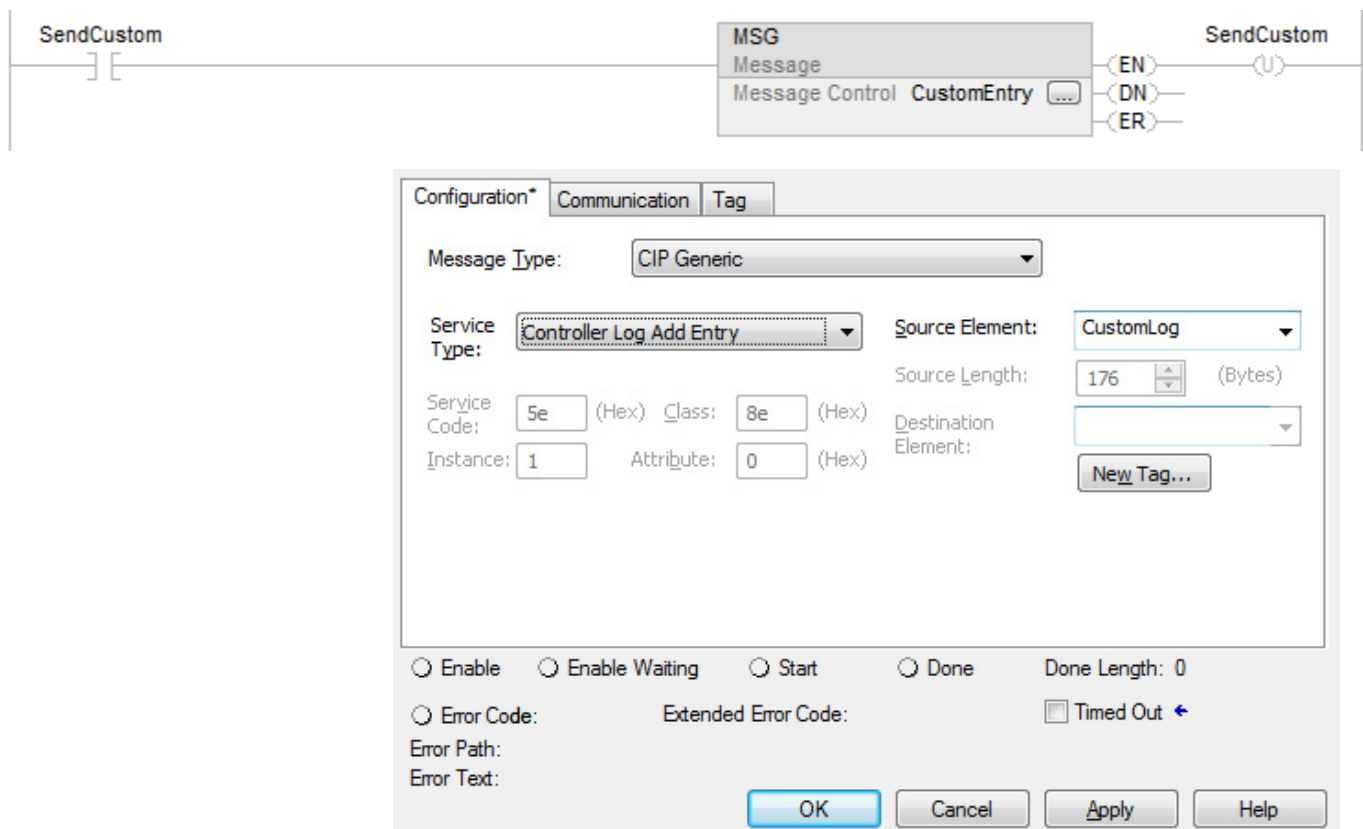 SendCustom
MSG
Message
Message Control CustomEntry ...
EN
DN
ER
SendCustom
U
Configuration* Communication Tag
Message Type: CIP Generic
Service Type: Controller Log Add Entry
Source Element: CustomLog
Source Length: 176 (Bytes)
Service Code: 5e (Hex) Class: 8e (Hex)
Destination Element:
Instance: 1 Attribute: 0 (Hex)
New Tag...
Enable Enable Waiting Start Done Done Length: 0
Error Code: Extended Error Code: Timed Out
Error Path:
Error Text:
OK Cancel Apply Help